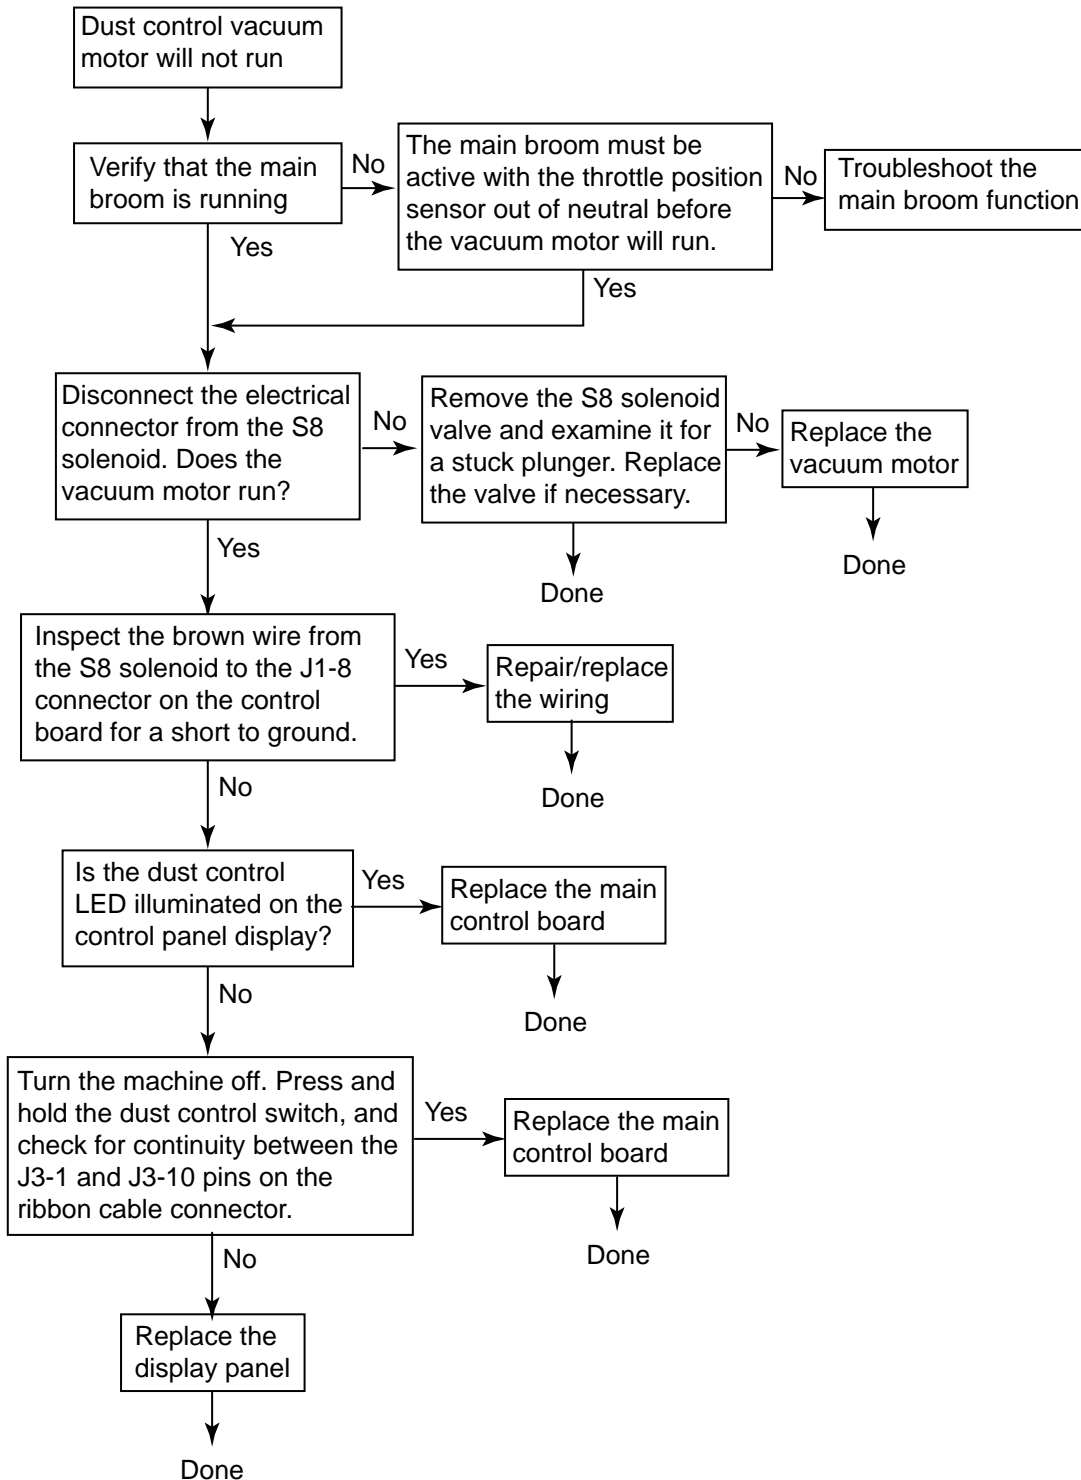 Dust control vacuum
motor will not run
Verify that the main
broom is running
No
The main broom must be
active with the throttle position
sensor out of neutral before
the vacuum motor will run.
No
Troubleshoot the
main broom function
Yes
Yes
Disconnect the electrical
connector from the S8
solenoid. Does the
vacuum motor run?
No
Remove the S8 solenoid
valve and examine it for
a stuck plunger. Replace
the valve if necessary.
No
Replace the
vacuum motor
Yes
Done
Done
Inspect the brown wire from
the S8 solenoid to the J1-8
connector on the control
board for a short to ground.
Yes
Repair/replace
the wiring
No
Done
Is the dust control
LED illuminated on the
control panel display?
Yes
Replace the main
control board
No
Done
Turn the machine off. Press and
hold the dust control switch, and
check for continuity between the
J3-1 and J3-10 pins on the
ribbon cable connector.
Yes
Replace the main
control board
No
Done
Replace the
display panel
Done